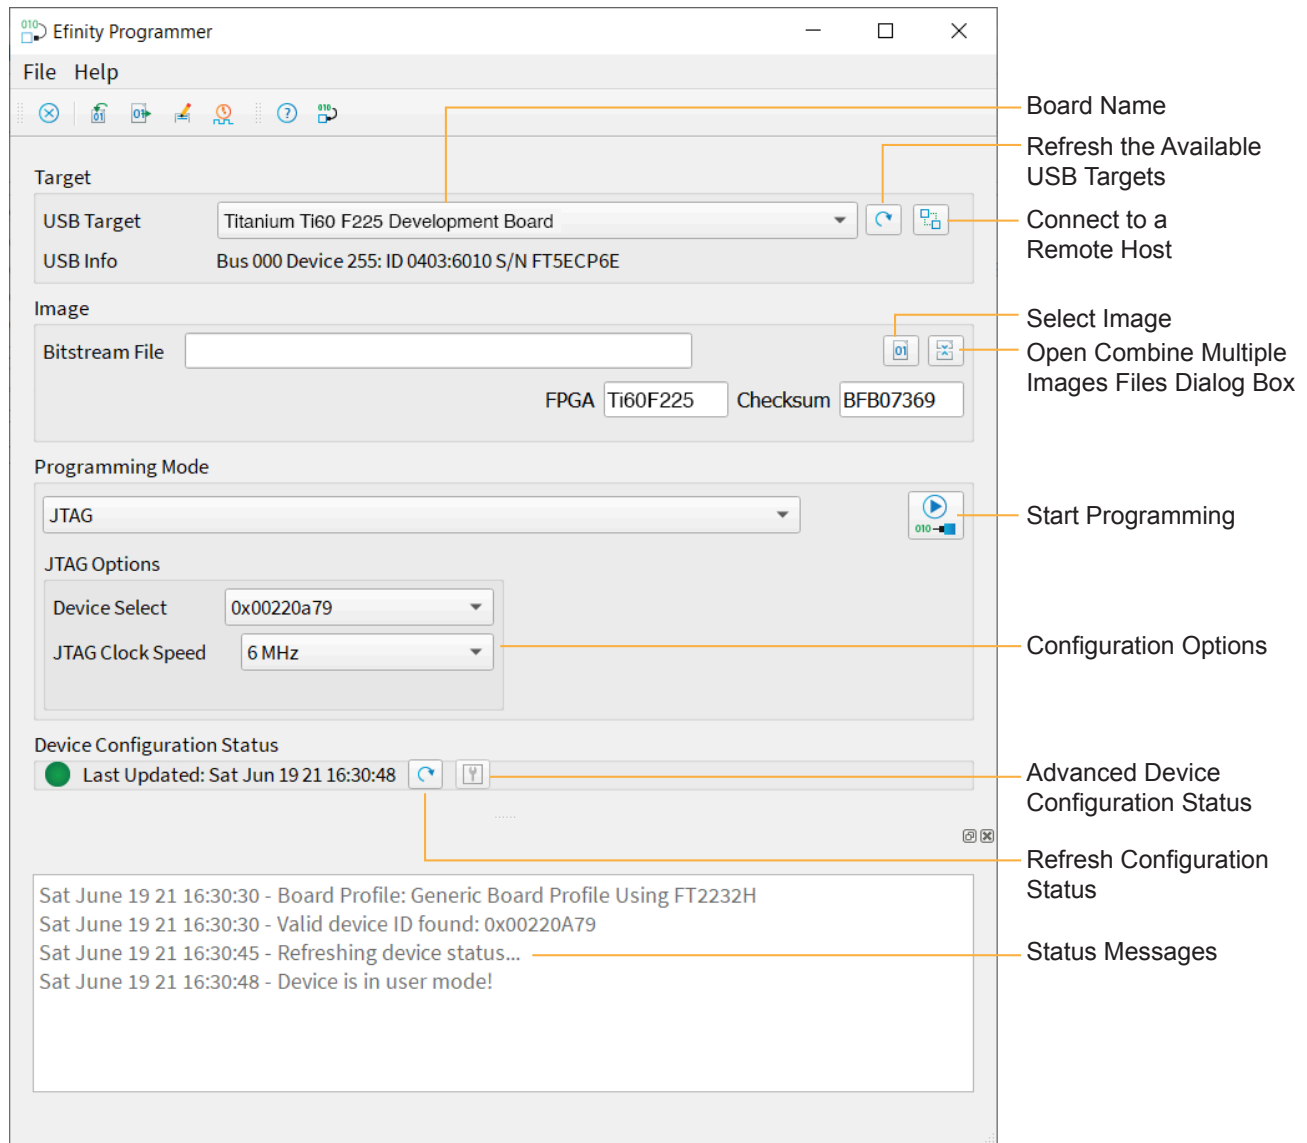 Efinity Programmer
File Help
Board Name
Refresh the Available
USB Targets
Target
USB Target Titanium Ti60 F225 Development Board
Connect to a
Remote Host
USB Info Bus 000 Device 255: ID 0403:6010 S/N FT5ECP6E
Image
Select Image
Bitstream File
Open Combine Multiple
Images Files Dialog Box
FPGA Ti60F225 Checksum BFB07369
Programming Mode
JTAG
Start Programming
JTAG Options
Device Select 0x00220a79
JTAG Clock Speed 6 MHz
Configuration Options
Device Configuration Status
Last Updated: Sat Jun 19 21 16:30:48
Advanced Device
Configuration Status
Refresh Configuration
Status
Sat June 19 21 16:30:30 - Board Profile: Generic Board Profile Using FT2232H
Sat June 19 21 16:30:30 - Valid device ID found: 0x00220A79
Sat June 19 21 16:30:45 - Refreshing device status...
Status Messages
Sat June 19 21 16:30:48 - Device is in user mode!